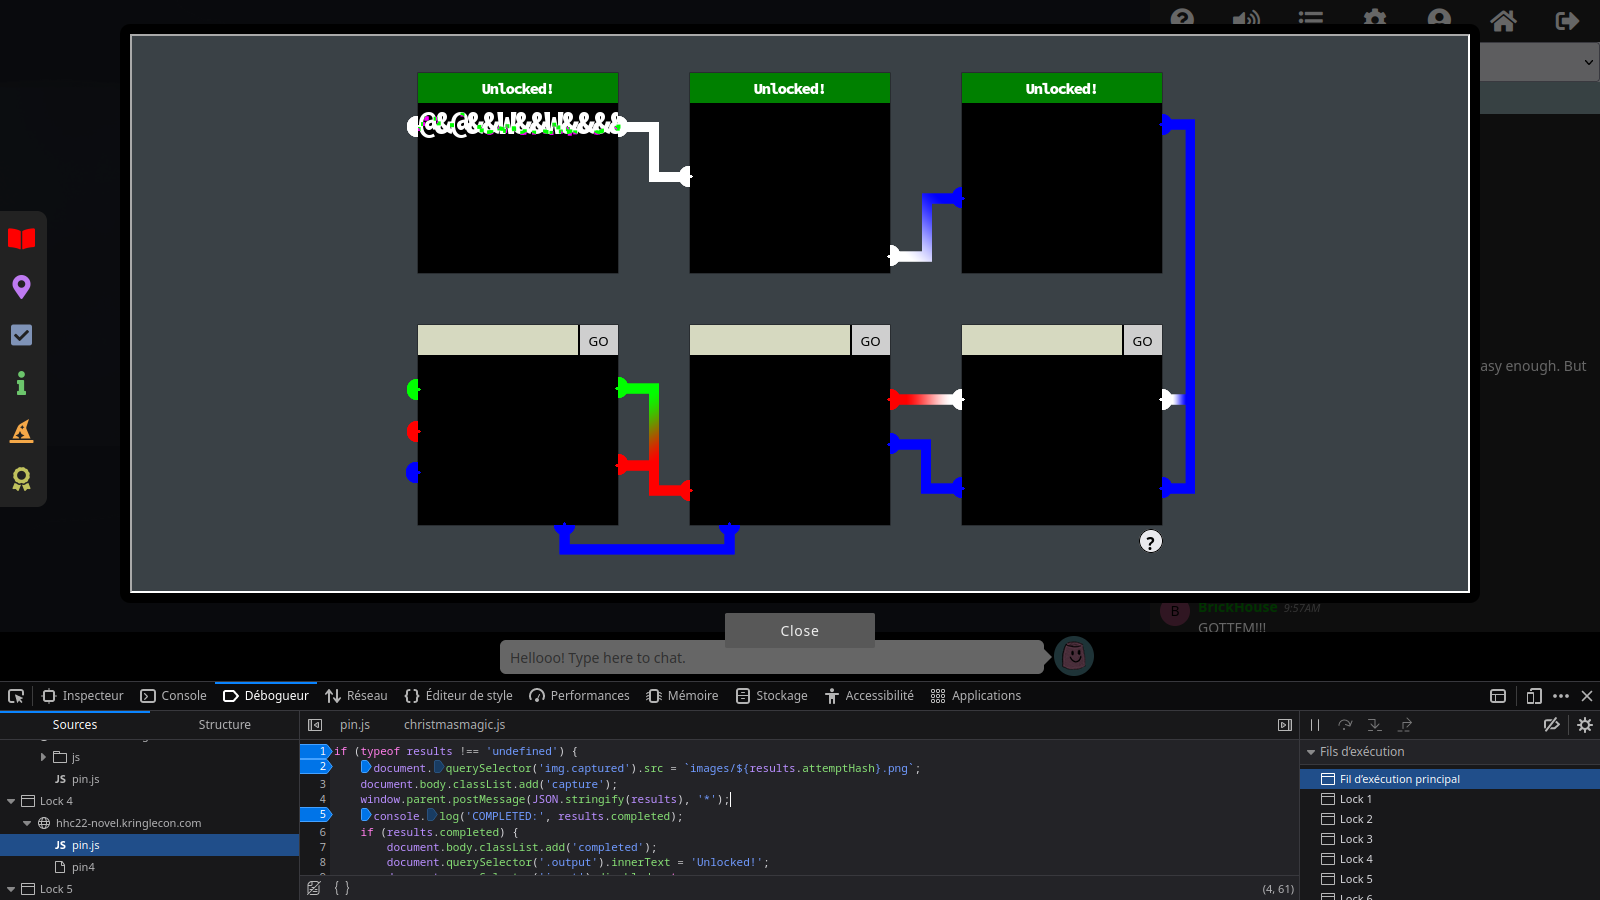 Unlocked!
Unlocked!
Unlocked!
@&@&&W&&W&&&&
GO
GO
GO
?
asy enough. But
B
BrickHouse 9:57AM
GOTTEM!!!
Close
Hellooo! Type here to chat.
Inspecteur
Console
Débogueur
Réseau
Éditeur de style
Performances
Mémoire
Stockage
Accessibilité
Applications
Sources
Structure
pin.js
christmasmagic.js
js
JS pin.js
Lock 4
hhc22-novel.kringlecon.com
JS pin.js
pin4
Lock 5
1 if (typeof results !== 'undefined') {
2 document.querySelector('img.captured').src = `images/${results.attemptHash}.png`;
3 document.body.classList.add('capture');
4 window.parent.postMessage(JSON.stringify(results), '*');
5 console.log('COMPLETED:', results.completed);
6 if (results.completed) {
7 document.body.classList.add('completed');
8 document.querySelector('.output').innerText = 'Unlocked!';
{ }
(4, 61)
Fils d'exécution
Fil d'exécution principal
Lock 1
Lock 2
Lock 3
Lock 4
Lock 5
Lock 6